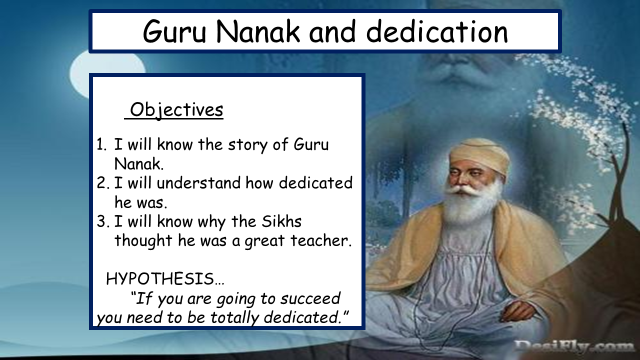 Guru Nanak and dedication
Objectives
1. I will know the story of Guru
Nanak.
2. I will understand how dedicated
he was.
3. I will know why the Sikhs
thought he was a great teacher.
HYPOTHESIS…
“If you are going to succeed
you need to be totally dedicated.”
DesiFly.com